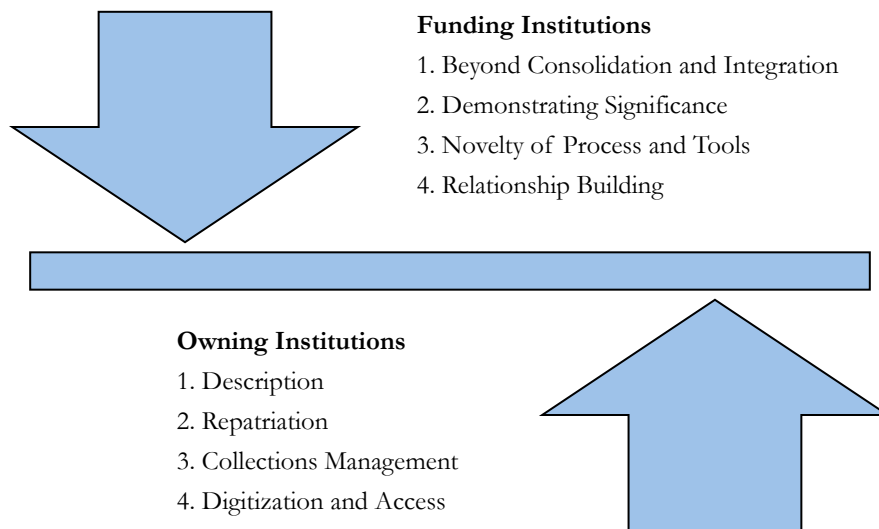 Funding Institutions
1. Beyond Consolidation and Integration
2. Demonstrating Significance
3. Novelty of Process and Tools
4. Relationship Building
Owning Institutions
1. Description
2. Repatriation
3. Collections Management
4. Digitization and Access